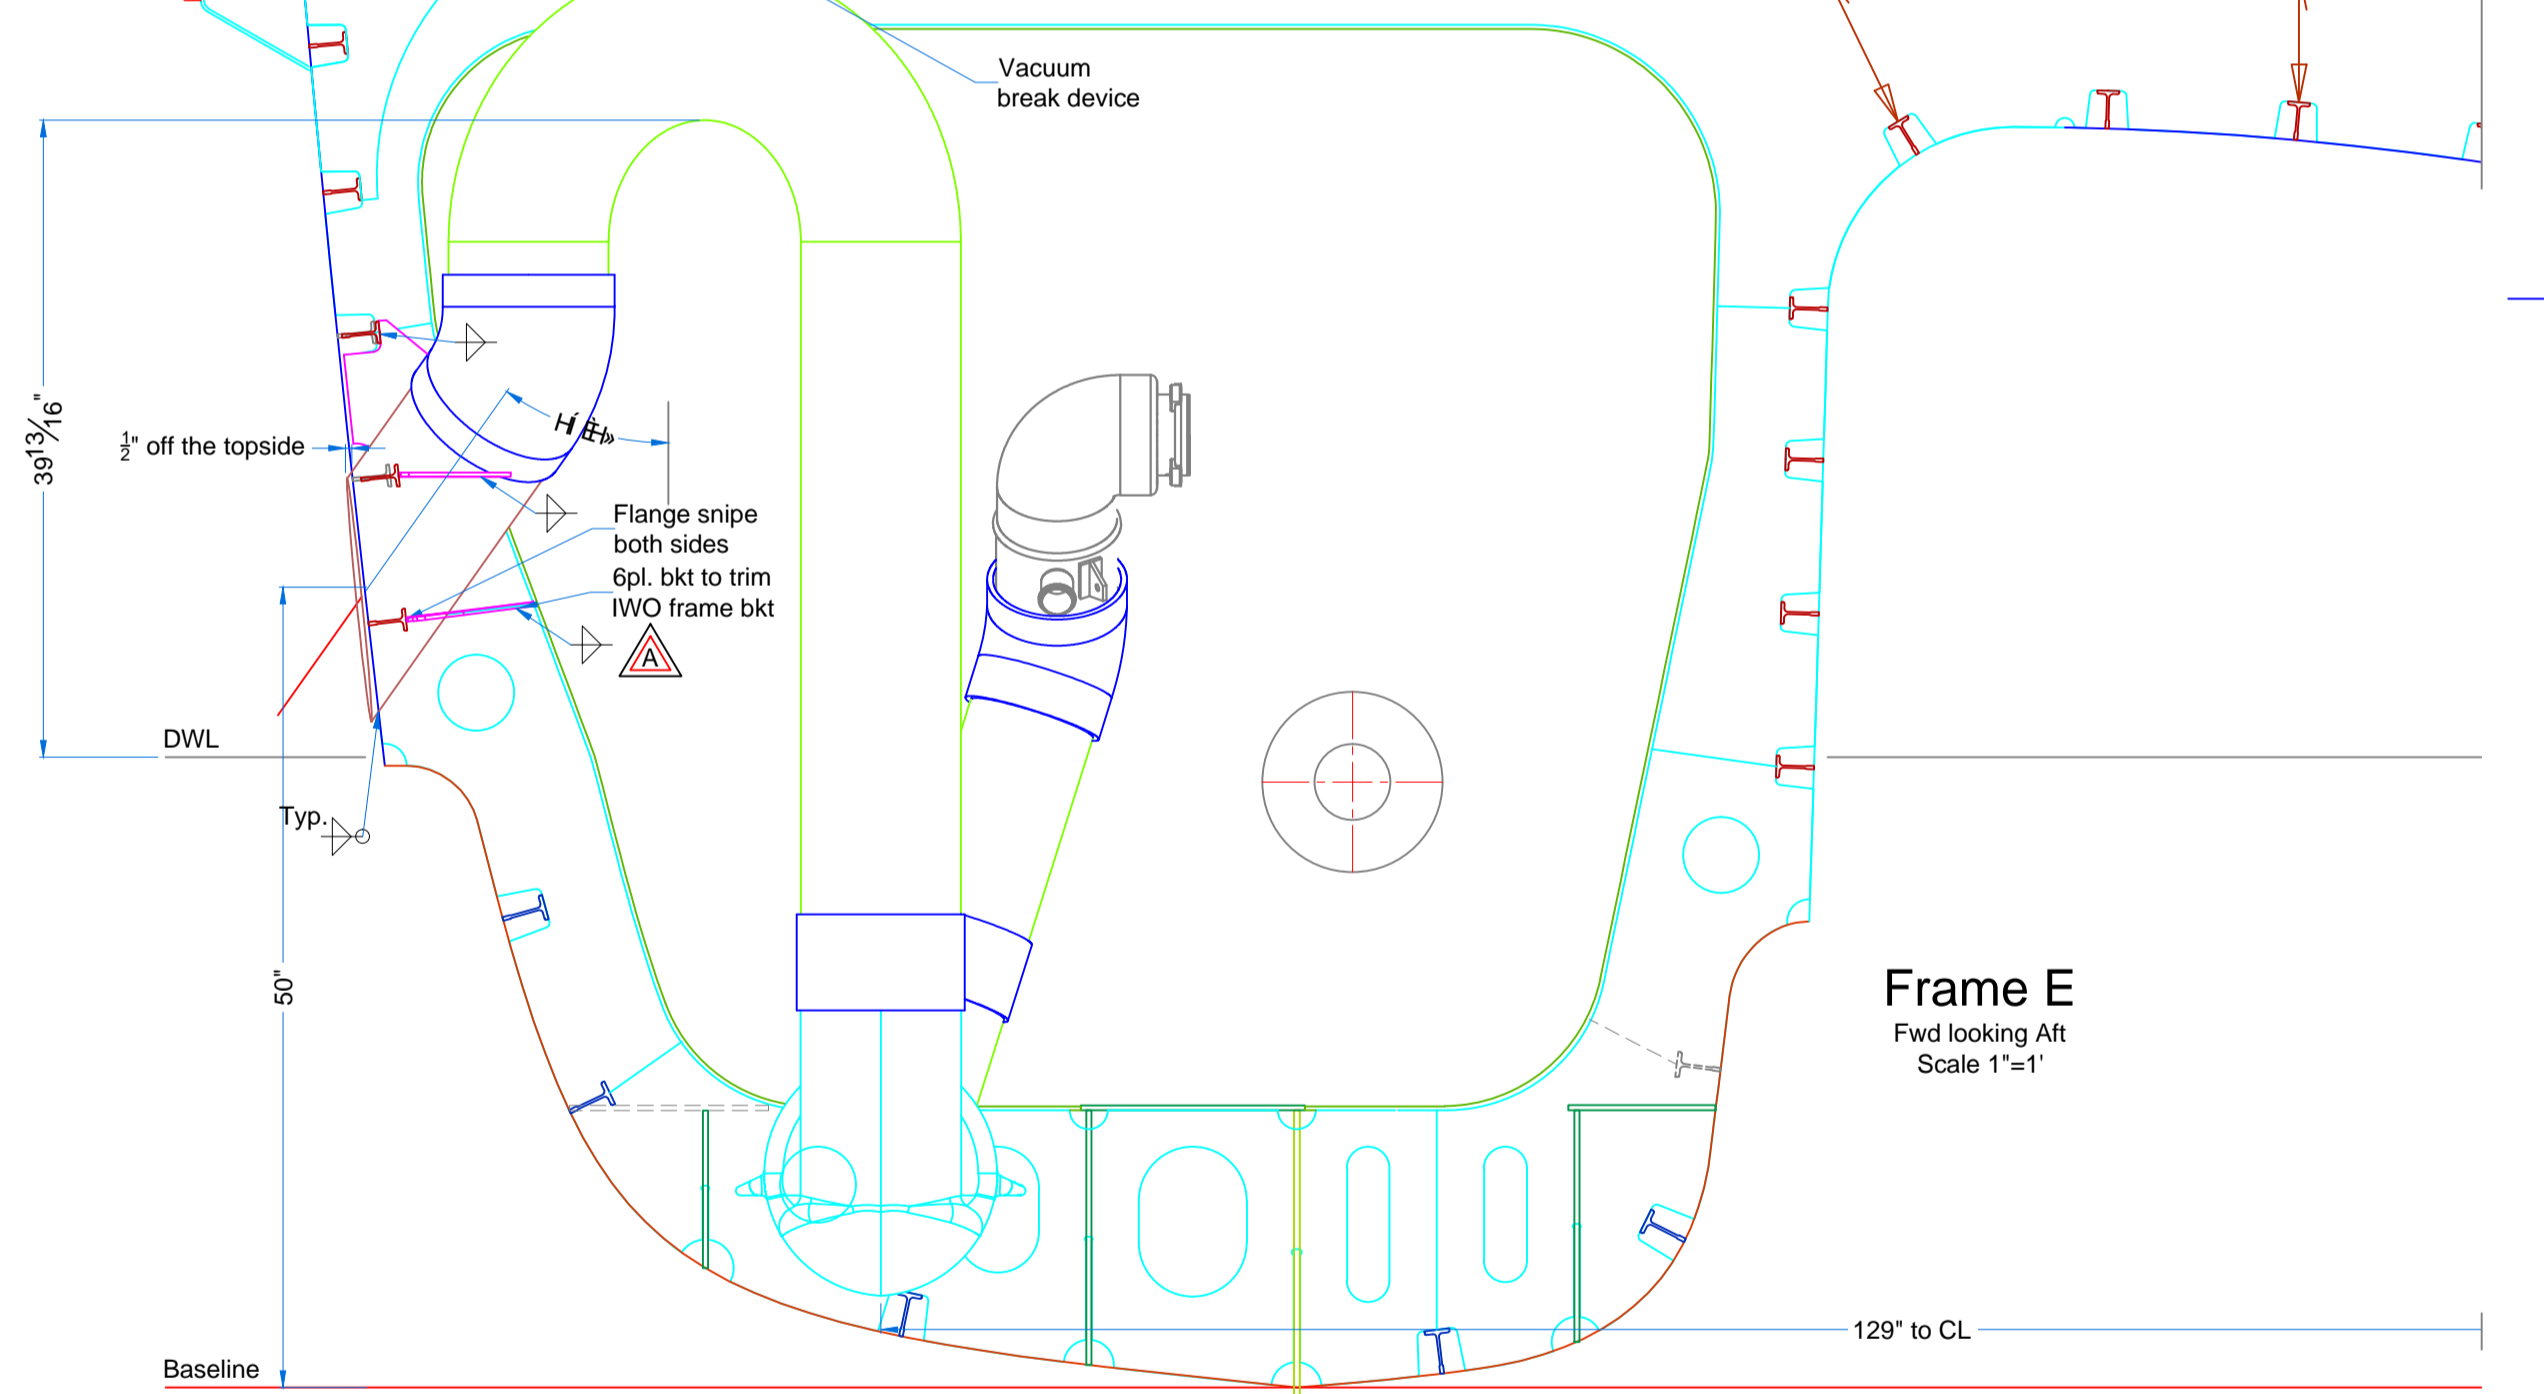 Vacuum
break device
39 13/16"
1/2" off the topside
Flange snipe
both sides
6pl. bkt to trim
IWO frame bkt
A
DWL
Typ.
50"
Frame E
Fwd looking Aft
Scale 1"=1'
129" to CL
Baseline